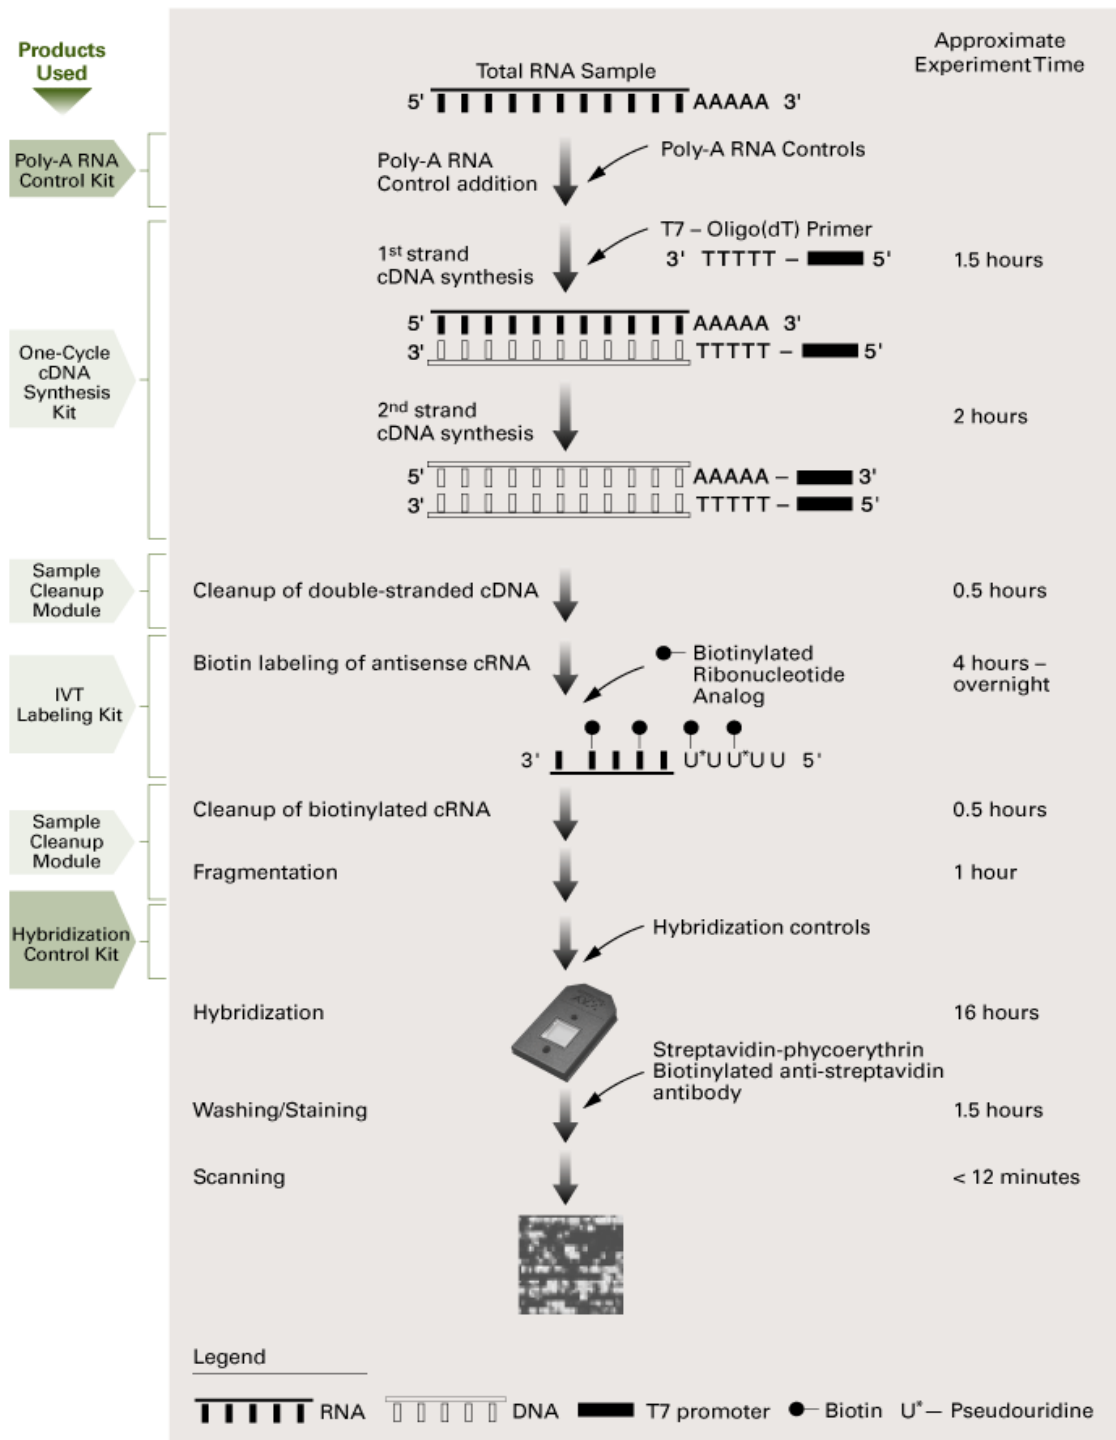 Products
Used
Approximate
Experiment Time
Total RNA Sample
5' AAAAA 3'
Poly-A RNA
Control Kit
Poly-A RNA
Control addition
Poly-A RNA Controls
T7 – Oligo(dT) Primer
3' TTTTT – 5'
1st strand
cDNA synthesis
1.5 hours
5' AAAAA 3'
3' TTTTT – 5'
One-Cycle
cDNA
Synthesis
Kit
2nd strand
cDNA synthesis
2 hours
5' AAAAA – 3'
3' TTTTT – 5'
Sample
Cleanup
Module
Cleanup of double-stranded cDNA
0.5 hours
IVT
Labeling Kit
Biotin labeling of antisense cRNA
Biotinylated
Ribonucleotide
Analog
4 hours –
overnight
3' U*U U*U U 5'
Sample
Cleanup
Module
Cleanup of biotinylated cRNA
0.5 hours
Fragmentation
1 hour
Hybridization
Control Kit
Hybridization controls
Hybridization
16 hours
Streptavidin-phycoerythrin
Biotinylated anti-streptavidin
antibody
Washing/Staining
1.5 hours
Scanning
< 12 minutes
Legend
RNA DNA T7 promoter Biotin U*— Pseudouridine